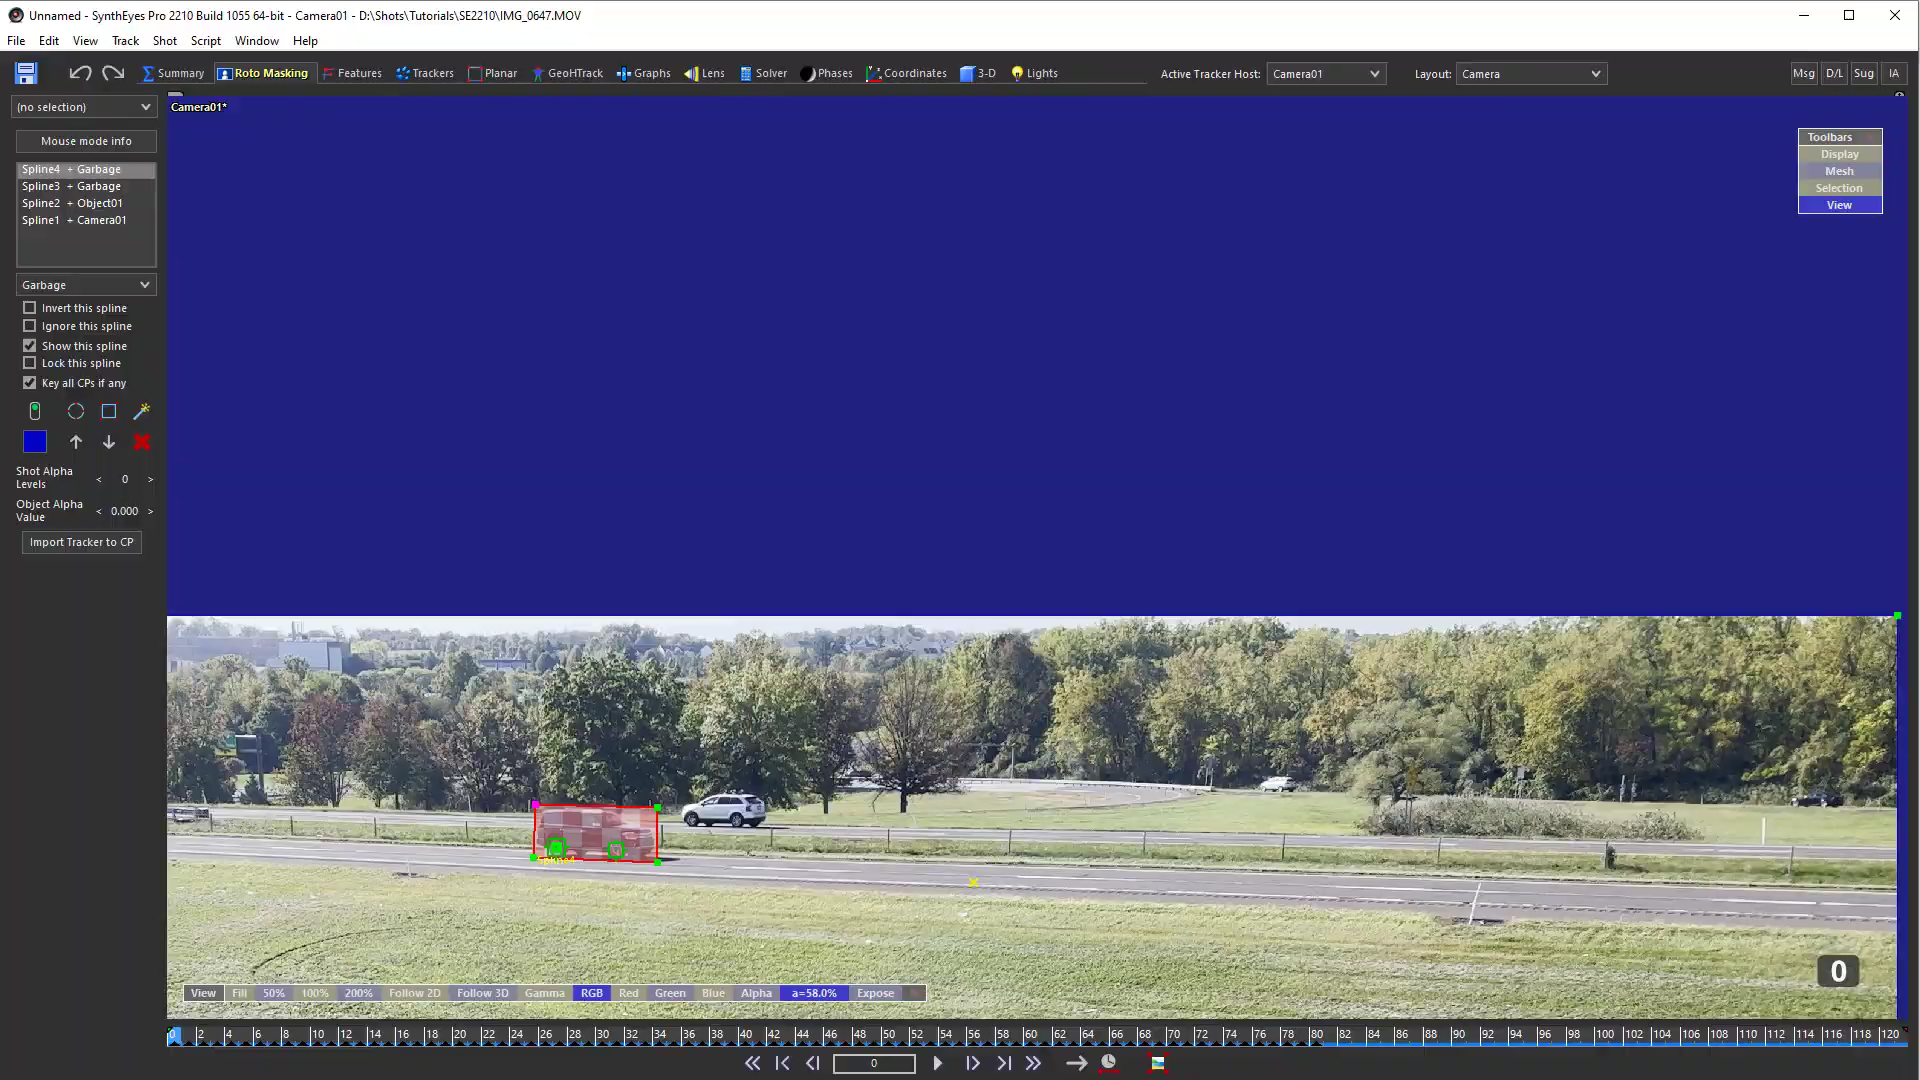 Unnamed - SynthEyes Pro 2210 Build 1055 64-bit - Camera01 - D:\Shots\Tutorials\SE2210\IMG_0647.MOV
File Edit View Track Shot Script Window Help
Summary Roto Masking Features Trackers Planar GeoHTrack Graphs Lens Solver Phases Coordinates 3-D Lights Active Tracker Host: Camera01 Layout: Camera Msg D/L Sug IA
(no selection)
Camera01*
Mouse mode info
Toolbars
Display
Mesh
Selection
View
Spline4 + Garbage
Spline3 + Garbage
Spline2 + Object01
Spline1 + Camera01
Garbage
Invert this spline
Ignore this spline
Show this spline
Lock this spline
Key all CPs if any
Shot Alpha
Levels < 0 >
Object Alpha
Value < 0.000 >
Import Tracker to CP
Spline4
0
View Fill 50% 100% 200% Follow 2D Follow 3D Gamma RGB Red Green Blue Alpha a=58.0% Expose
0 2 4 6 8 10 12 14 16 18 20 22 24 26 28 30 32 34 36 38 40 42 44 46 48 50 52 54 56 58 60 62 64 66 68 70 72 74 76 78 80 82 84 86 88 90 92 94 96 98 100 102 104 106 108 110 112 114 116 118 120
0